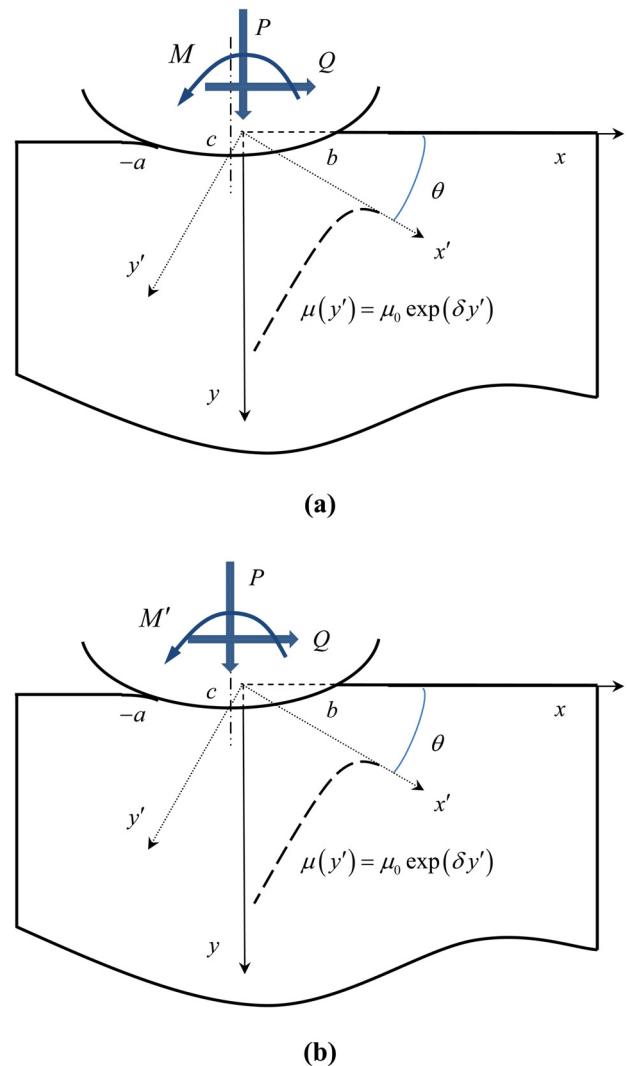 P
M
Q
c
−a
b
x
θ
y′
x′
μ(y′) = μ₀ exp(δy′)
y
(a)
P
M′
Q
c
−a
b
x
θ
y′
x′
μ(y′) = μ₀ exp(δy′)
y
(b)